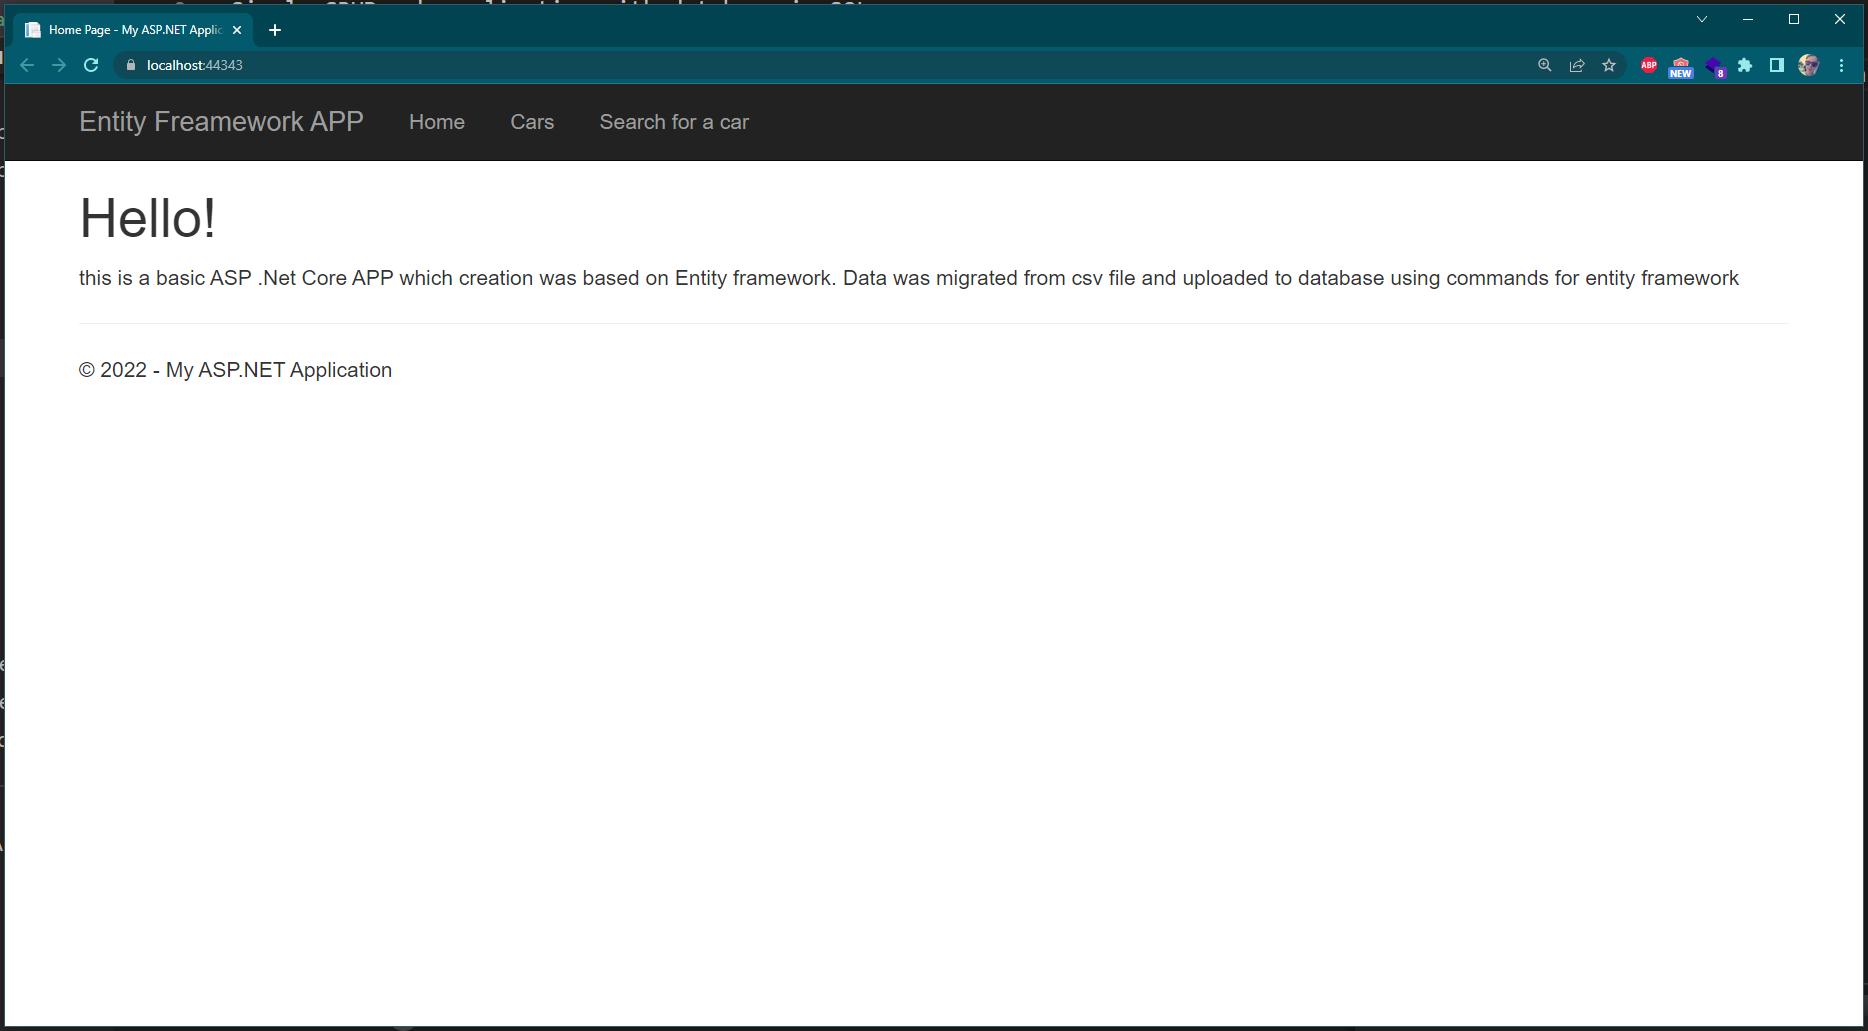 Home Page - My ASP.NET Applic
localhost:44343
ABP
NEW
8
Entity Freamework APP Home Cars Search for a car
Hello!
this is a basic ASP .Net Core APP which creation was based on Entity framework. Data was migrated from csv file and uploaded to database using commands for entity framework
© 2022 - My ASP.NET Application